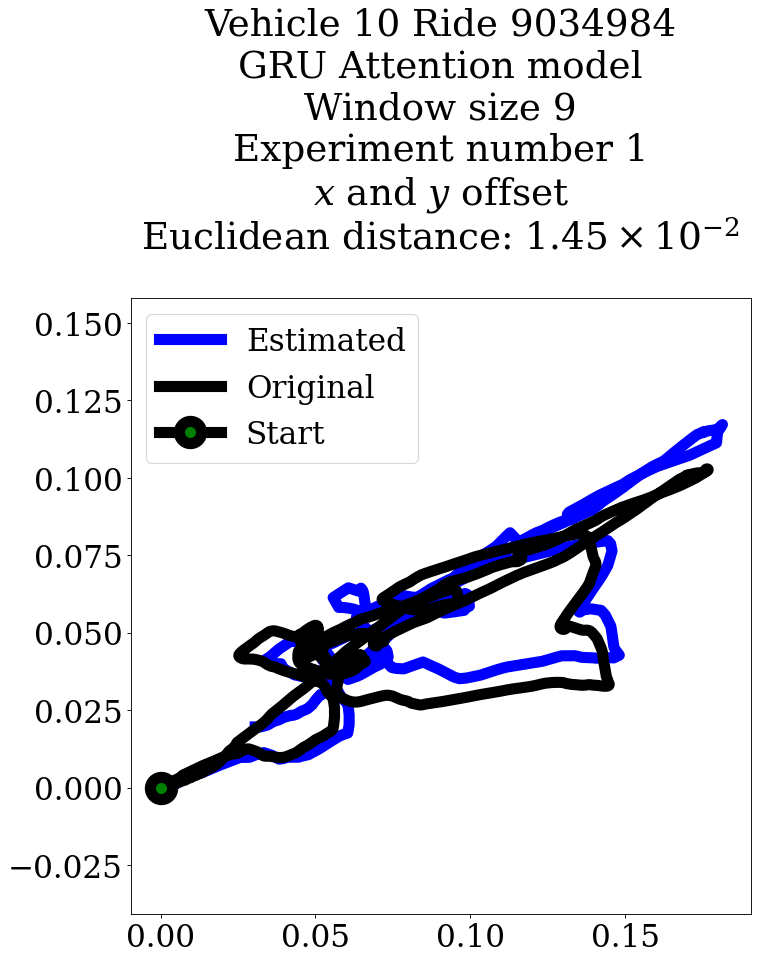 Vehicle 10 Ride 9034984
GRU Attention model
Window size 9
Experiment number 1
x and y offset
Euclidean distance: 1.45 × 10⁻²
Estimated
Original
Start
0.150
0.125
0.100
0.075
0.050
0.025
0.000
−0.025
0.00 0.05 0.10 0.15